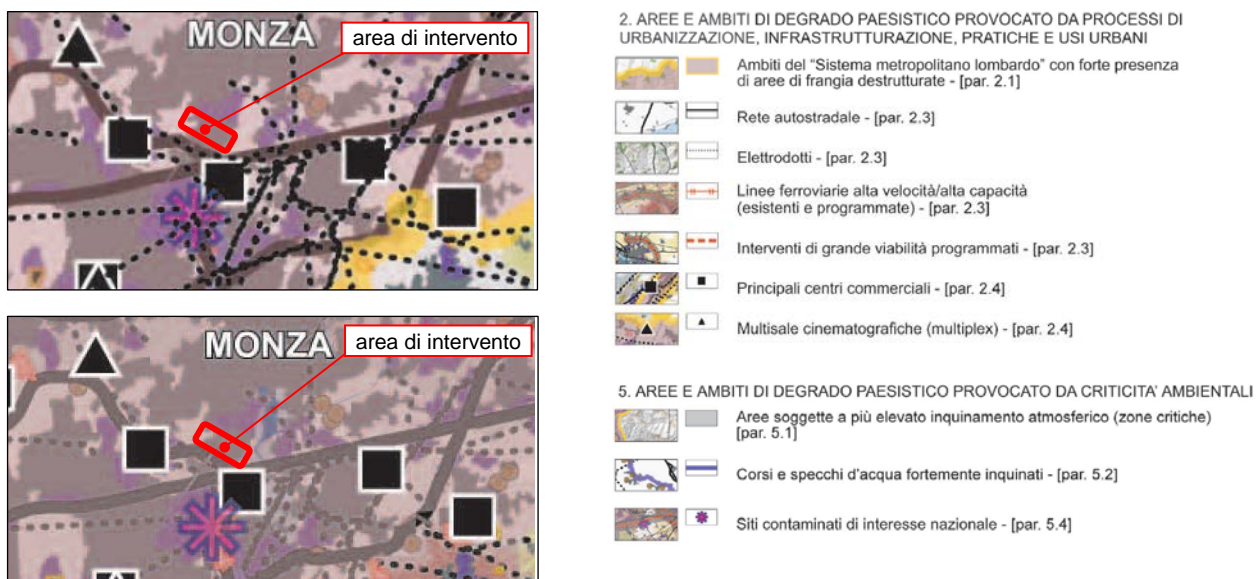 MONZA
area di intervento
MONZA
area di intervento
2. AREE E AMBITI DI DEGRADO PAESISTICO PROVOCATO DA PROCESSI DI
URBANIZZAZIONE, INFRASTRUTTURAZIONE, PRATICHE E USI URBANI
Ambiti del "Sistema metropolitano lombardo" con forte presenza
di aree di frangia destrutturate - [par. 2.1]
Rete autostradale - [par. 2.3]
Elettrodotti - [par. 2.3]
Linee ferroviarie alta velocità/alta capacità
(esistenti e programmate) - [par. 2.3]
Interventi di grande viabilità programmati - [par. 2.3]
Principali centri commerciali - [par. 2.4]
Multisale cinematografiche (multiplex) - [par. 2.4]
5. AREE E AMBITI DI DEGRADO PAESISTICO PROVOCATO DA CRITICITA' AMBIENTALI
Aree soggette a più elevato inquinamento atmosferico (zone critiche)
[par. 5.1]
Corsi e specchi d'acqua fortemente inquinati - [par. 5.2]
Siti contaminati di interesse nazionale - [par. 5.4]